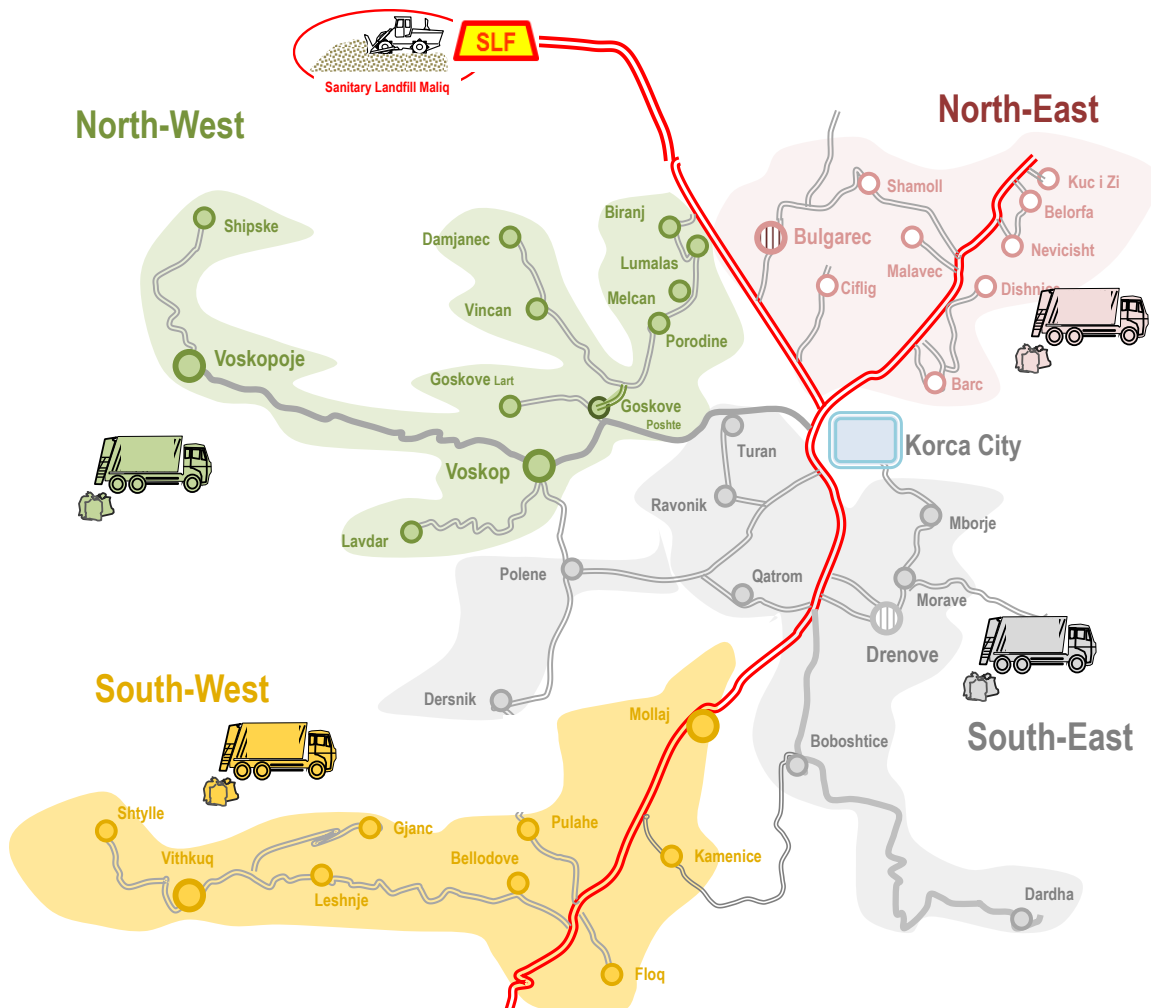 SLF
Sanitary Landfill Maliq
North-West
North-East
Shamoll
Kuc i Zi
Belorfa
Biranj
Shipske
Damjanec
Bulgarec
Nevicisht
Lumalas
Malavec
Melcan
Ciflig
Vincan
Porodine
Voskopoje
Goskove Lart
Barc
Goskove
Poshte
Turan
Korca City
Voskop
Ravonik
Mborje
Lavdar
Polene
Qatrom
Morave
Drenove
South-West
Dersnik
Mollaj
South-East
Boboshtice
Shtylle
Gjanc
Pulahe
Vithkuq
Bellodove
Kamenice
Leshnje
Dardha
Floq